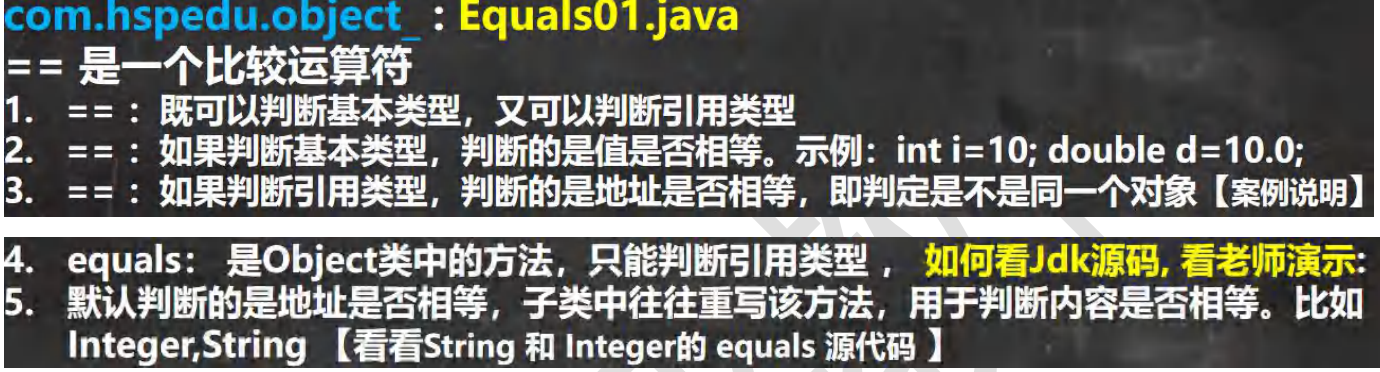 com.hspedu.object_ : Equals01.java
== 是一个比较运算符
1. == ：既可以判断基本类型，又可以判断引用类型
2. == ：如果判断基本类型，判断的是值是否相等。示例：int i=10; double d=10.0;
3. == ：如果判断引用类型，判断的是地址是否相等，即判定是不是同一个对象【案例说明】
4. equals： 是Object类中的方法，只能判断引用类型 ， 如何看Jdk源码, 看老师演示:
5. 默认判断的是地址是否相等，子类中往往重写该方法，用于判断内容是否相等。比如
Integer,String 【看看String 和 Integer的 equals 源代码 】